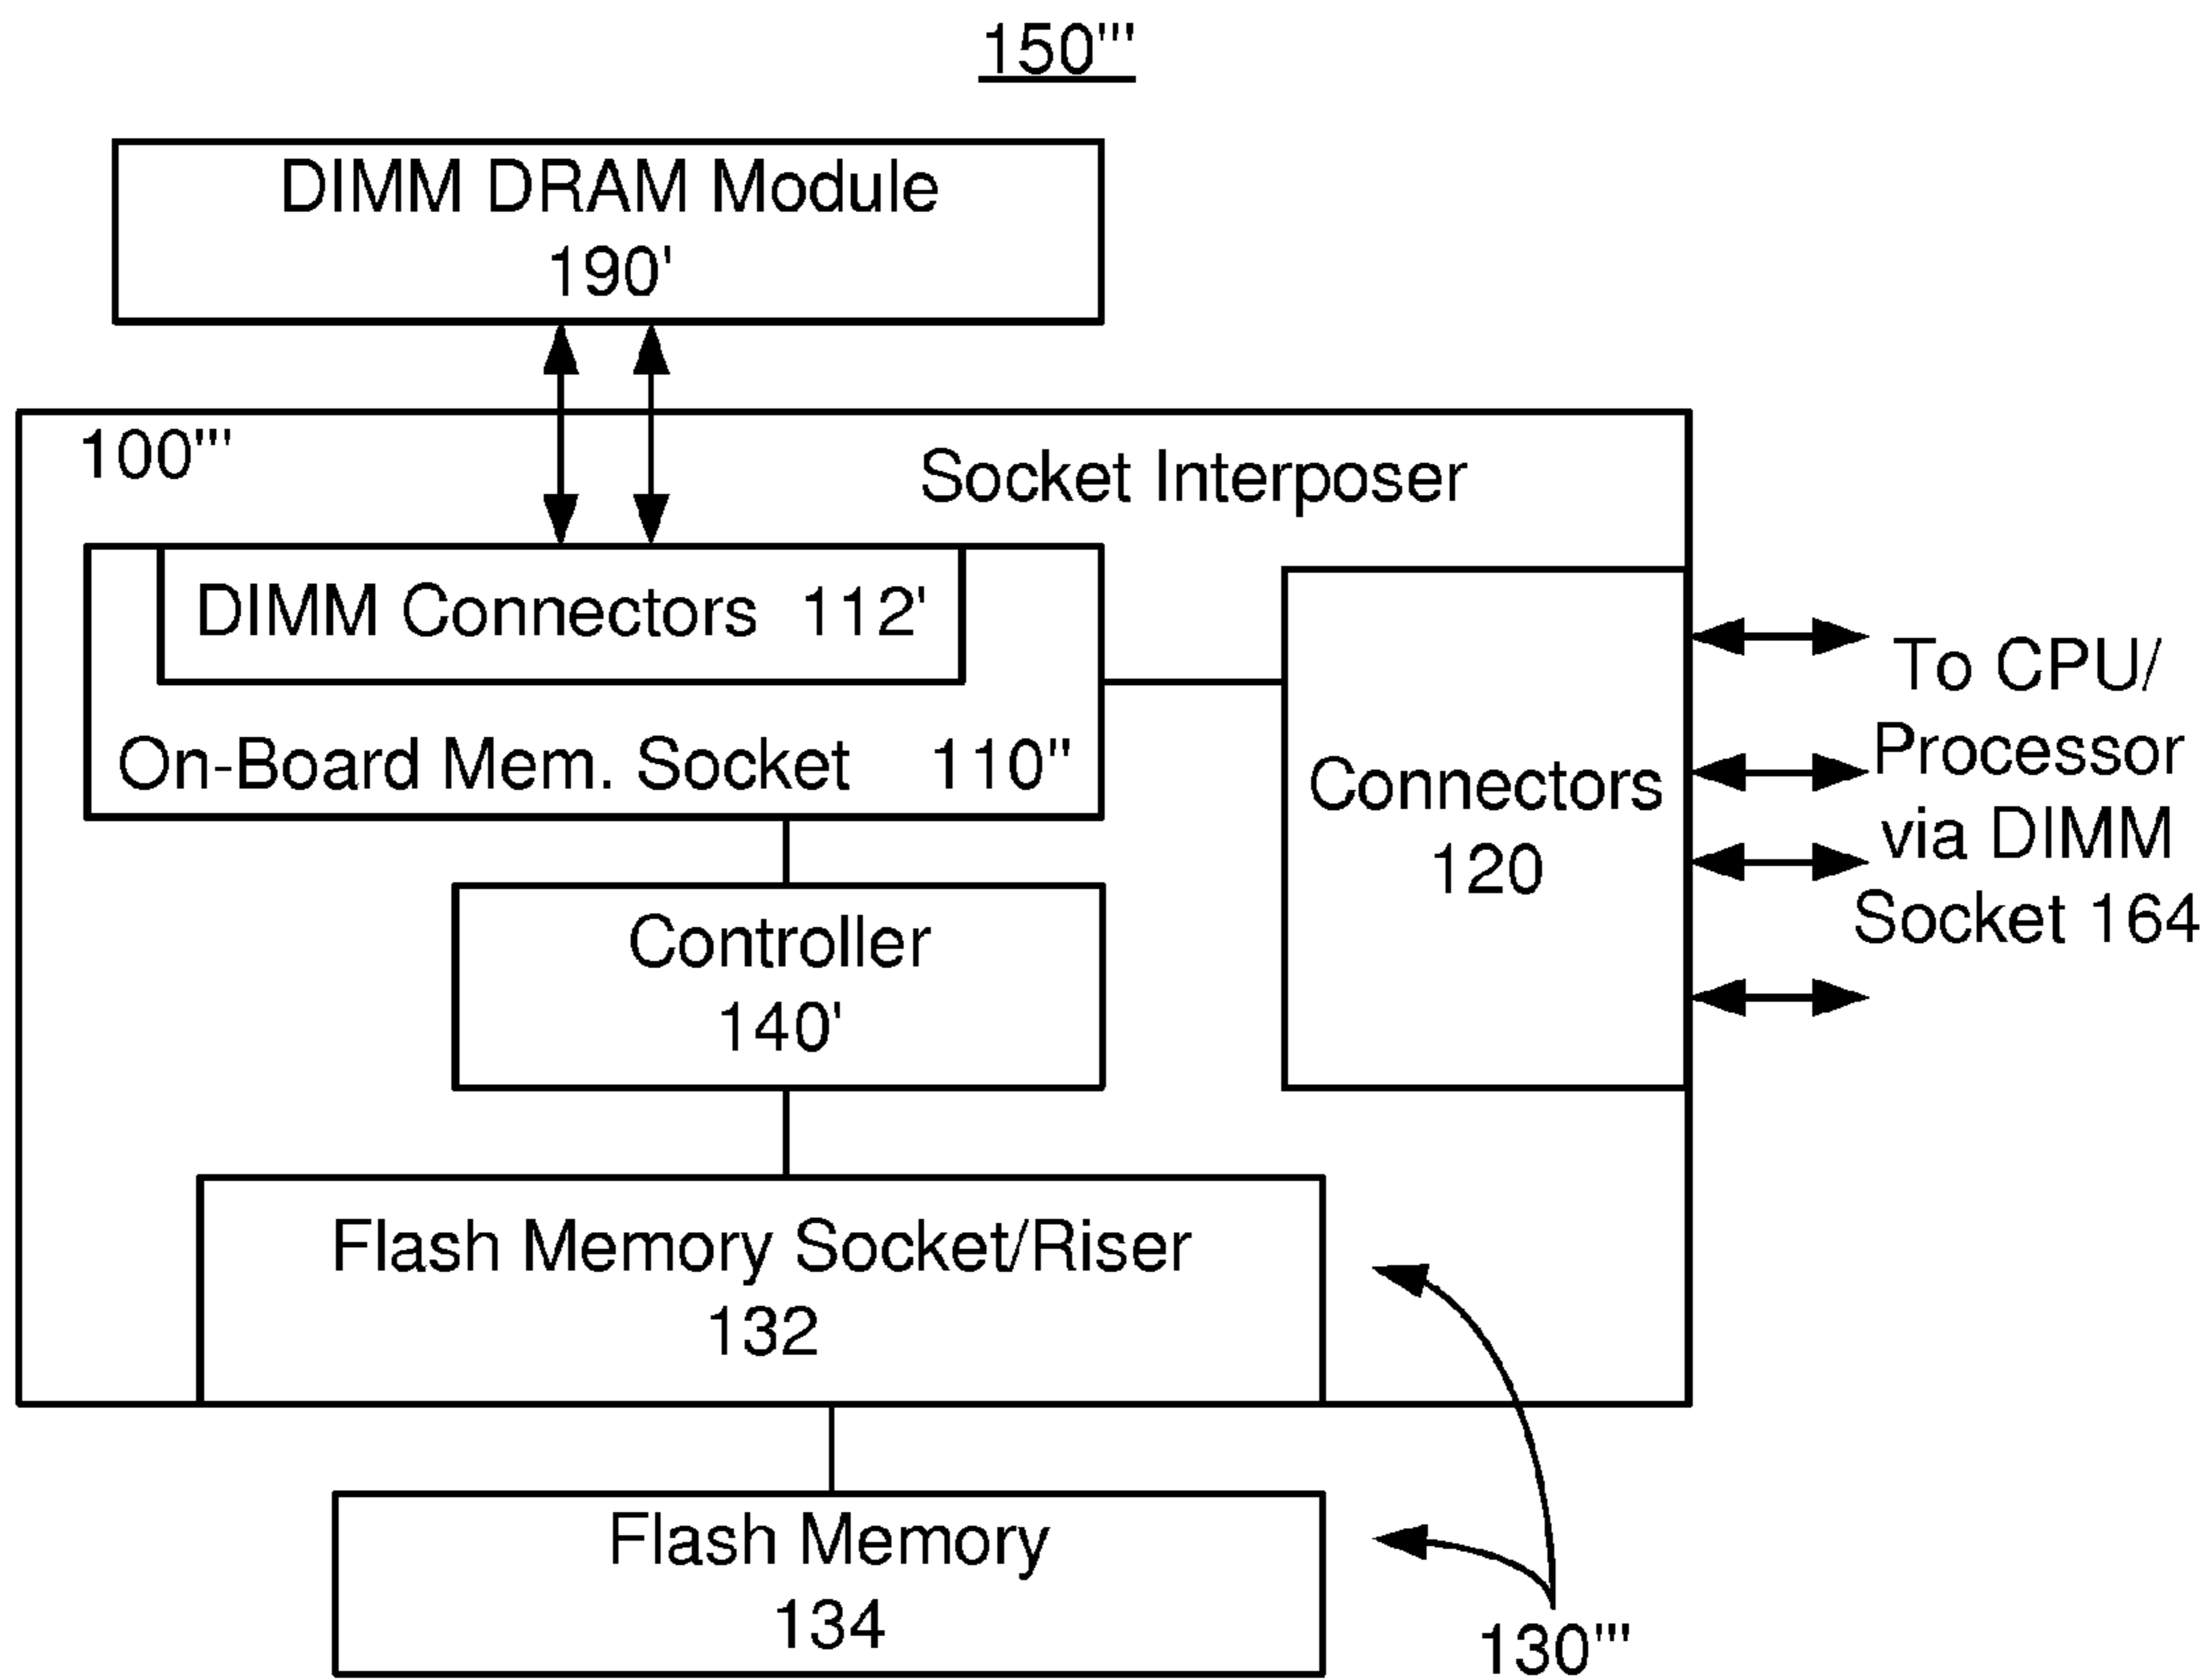 150'''
DIMM DRAM Module
190'
100''''
Socket Interposer
DIMM Connectors 112'
On-Board Mem. Socket 110''
Connectors
120
To CPU/
Processor
via DIMM
Socket 164
Controller
140'
Flash Memory Socket/Riser
132
Flash Memory
134
130'''